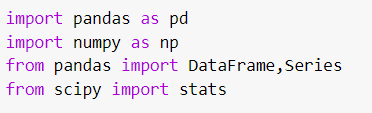 import pandas as pd
import numpy as np
from pandas import DataFrame,Series
from scipy import stats